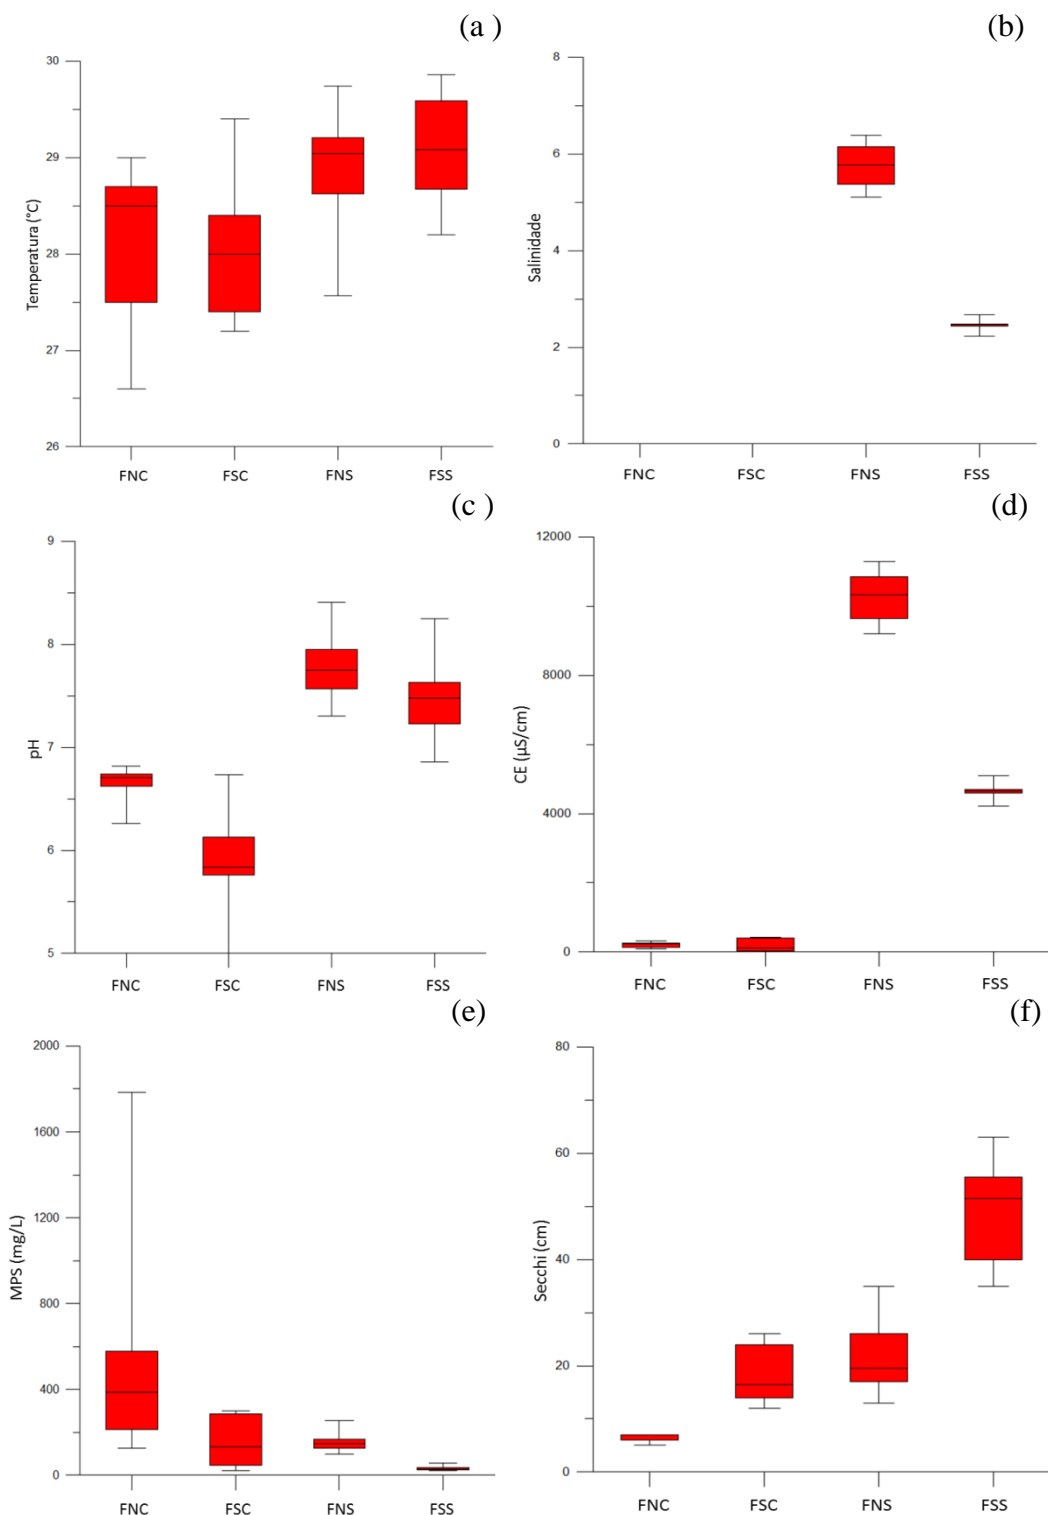 (a )
30
29
28
27
26
Temperatura (°C)
FNC FSC FNS FSS
(b)
8
6
4
2
0
Salinidade
FNC FSC FNS FSS
(c )
9
8
7
6
5
pH
FNC FSC FNS FSS
(d)
12000
8000
4000
0
CE (µS/cm)
FNC FSC FNS FSS
(e)
2000
1600
1200
800
400
0
MPS (mg/L)
FNC FSC FNS FSS
(f)
80
60
40
20
0
Secchi (cm)
FNC FSC FNS FSS